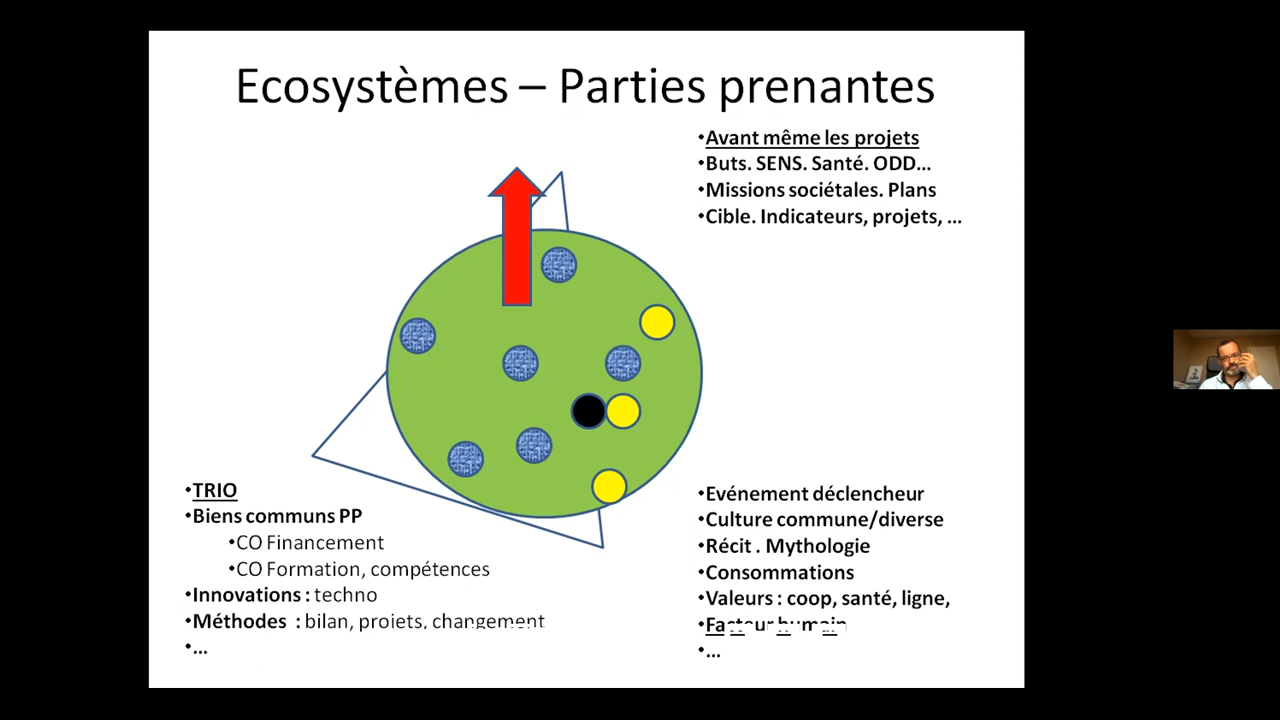 Ecosystèmes – Parties prenantes
•Avant même les projets
•Buts. SENS. Santé. ODD...
•Missions sociétales. Plans
•Cible. Indicateurs, projets, ...
•TRIO
•Biens communs PP
•CO Financement
•CO Formation, compétences
•Innovations : techno
•Méthodes : bilan, projets, changement
•...
•Evénement déclencheur
•Culture commune/diverse
•Récit . Mythologie
•Consommations
•Valeurs : coop, santé, ligne,
•Facteur humain
•...